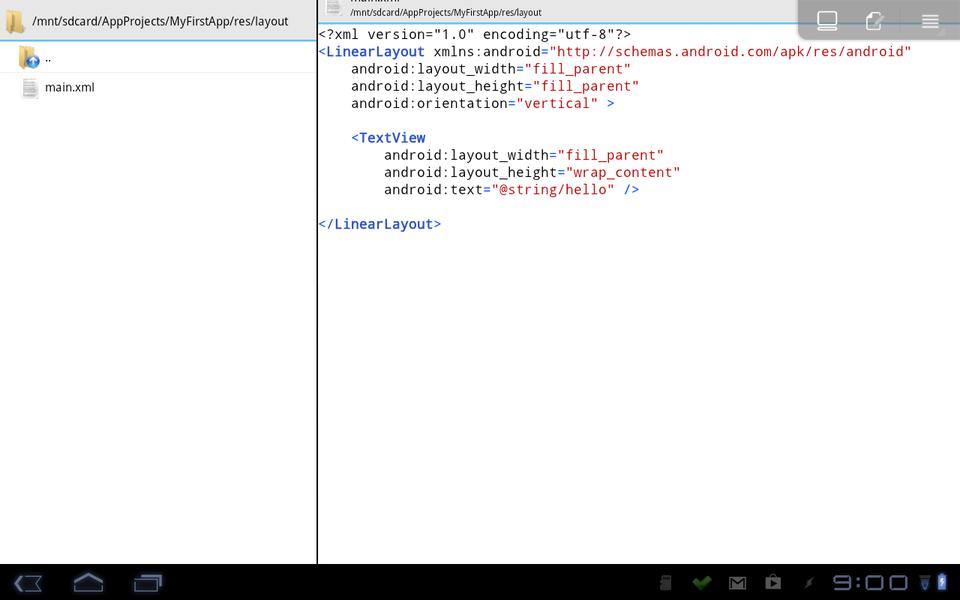 /mnt/sdcard/AppProjects/MyFirstApp/res/layout
..
main.xml
main.xml
/mnt/sdcard/AppProjects/MyFirstApp/res/layout
<?xml version="1.0" encoding="utf-8"?>
<LinearLayout xmlns:android="http://schemas.android.com/apk/res/android"
    android:layout_width="fill_parent"
    android:layout_height="fill_parent"
    android:orientation="vertical" >

    <TextView
        android:layout_width="fill_parent"
        android:layout_height="wrap_content"
        android:text="@string/hello" />

</LinearLayout>
9:00